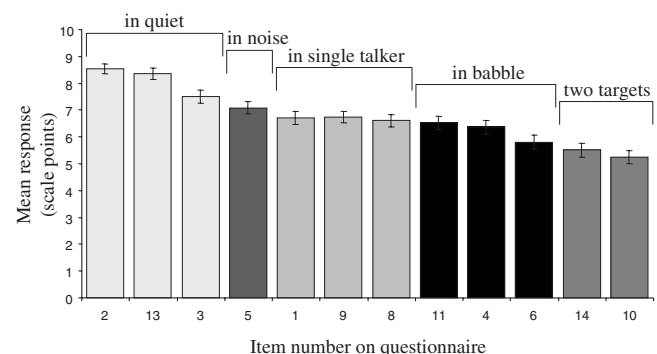 in quiet
in noise
in single talker
in babble
two targets
10
9
8
7
6
5
4
3
2
1
0
Mean response
(scale points)
2 13 3 5 1 9 8 11 4 6 14 10
Item number on questionnaire